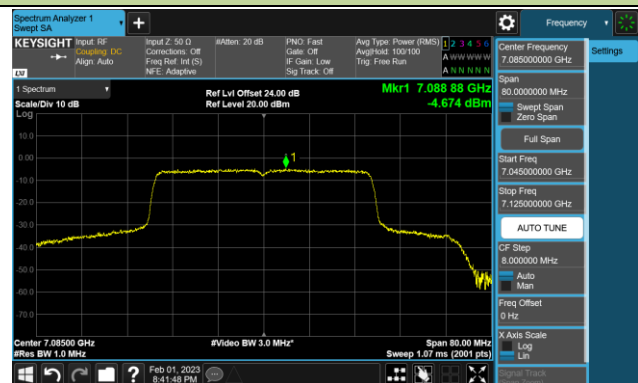 Spectrum Analyzer 1
Swept SA
+
Frequency
KEYSIGHT
Input: RF
Coupling: DC
Align: Auto
Input Z: 50 Ω
Corrections: Off
Freq Ref: Int (S)
NFE: Adaptive
#Atten: 20 dB
PNO: Fast
Gate: Off
IF Gain: Low
Sig Track: Off
Avg Type: Power (RMS)
Avg|Hold: 100/100
Trig: Free Run
1 2 3 4 5 6
A W W W W W
A N N N N N
LXI
1 Spectrum
Scale/Div 10 dB
Log
Ref Lvl Offset 24.00 dB
Ref Level 20.00 dBm
Mkr1 7.088 88 GHz
-4.674 dBm
10.0
0.00
-10.0
-20.0
-30.0
-40.0
-50.0
-60.0
-70.0
1
Center 7.08500 GHz
#Res BW 1.0 MHz
#Video BW 3.0 MHz*
Span 80.00 MHz
Sweep 1.07 ms (2001 pts)
?
Feb 01, 2023
8:41:48 PM
Center Frequency
7.085000000 GHz
Span
80.0000000 MHz
Swept Span
Zero Span
Full Span
Start Freq
7.045000000 GHz
Stop Freq
7.125000000 GHz
AUTO TUNE
CF Step
8.000000 MHz
Auto
Man
Freq Offset
0 Hz
X Axis Scale
Log
Lin
Signal Track
Settings